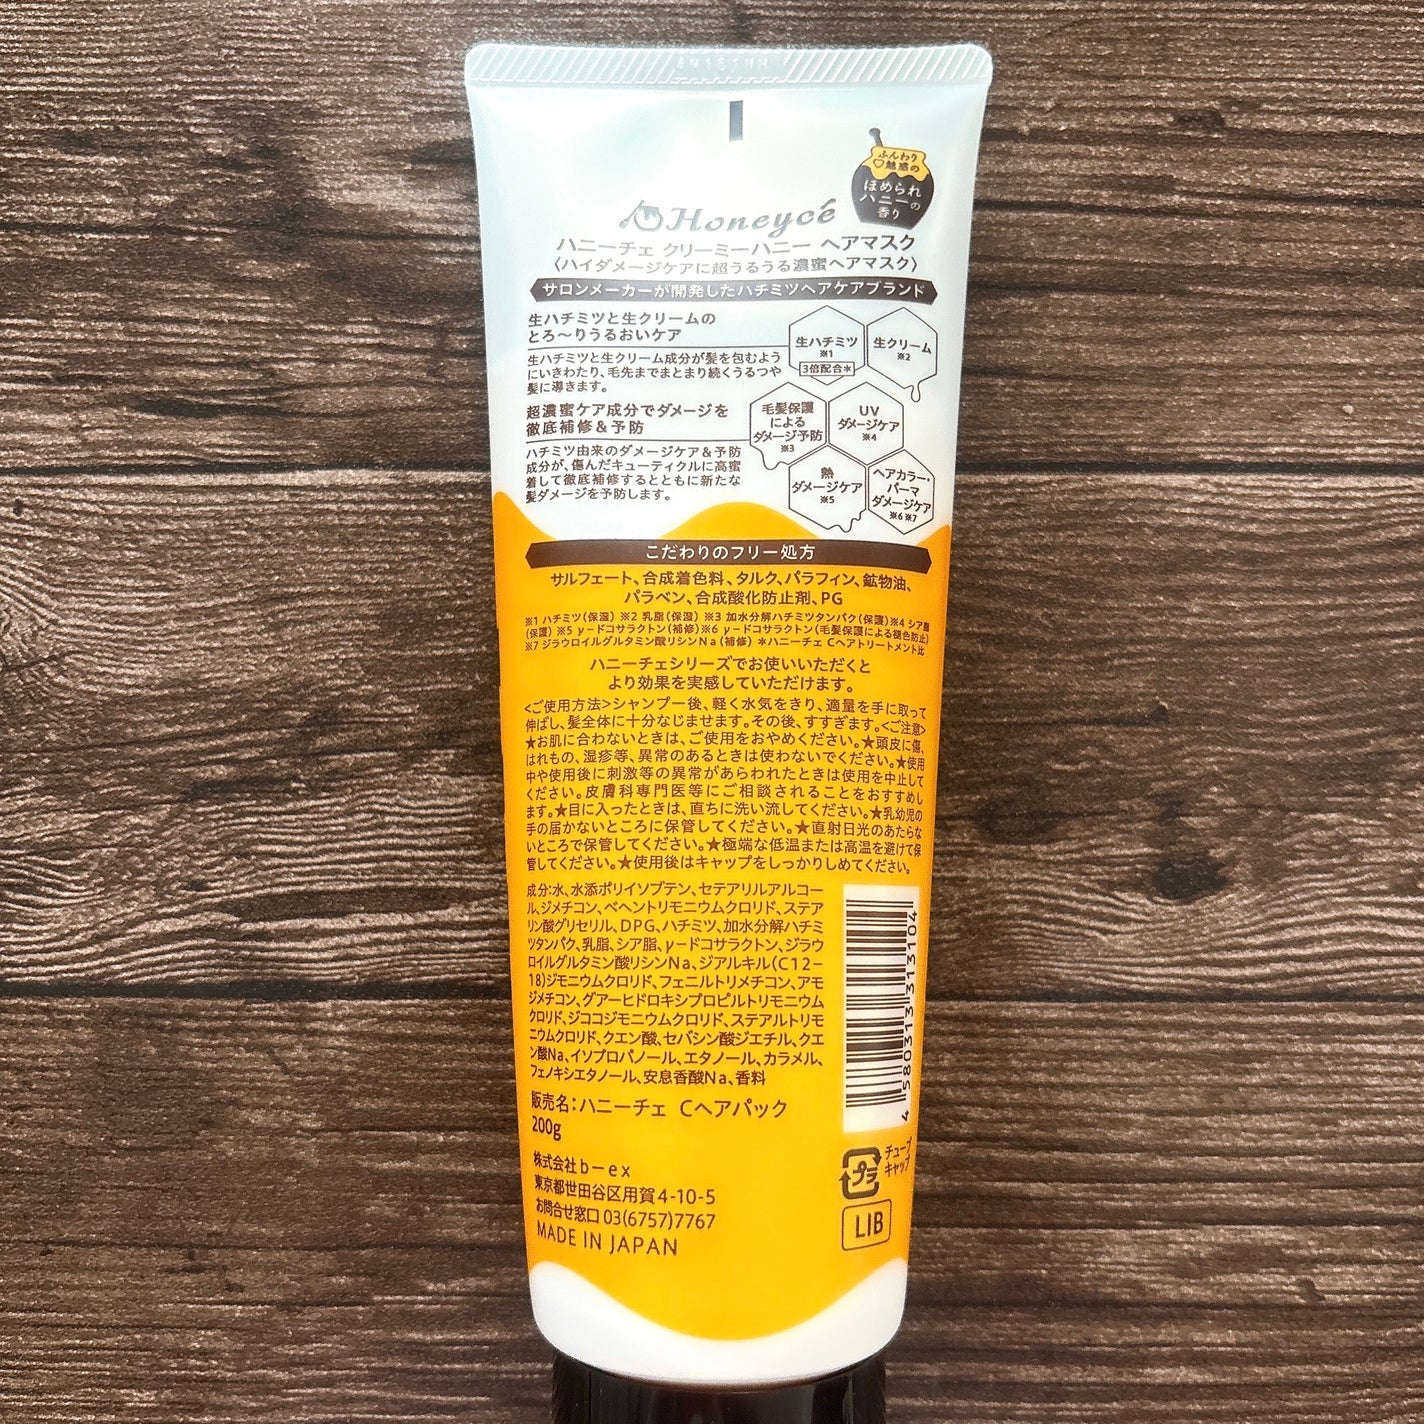 ふんわり
♡魅惑の
ほめられ
ハニーの
香り
Honeycé
ハニーチェ クリーミーハニー ヘアマスク
〈ハイダメージケアに超うるうる濃蜜ヘアマスク〉
サロンメーカーが開発したハチミツヘアケアブランド
生ハチミツと生クリームの
とろ〜りうるおいケア
生ハチミツと生クリーム成分が髪を包むよう
にいきわたり、毛先までまとまり続くうるつや
髪に導きます。
超濃蜜ケア成分でダメージを
徹底補修&予防
ハチミツ由来のダメージケア&予防
成分が、傷んだキューティクルに高密
着して徹底補修するとともに新たな
髪ダメージを予防します。
生ハチミツ
※1
3倍配合*
生クリーム
※2
毛髪保護
による
ダメージ予防
※3
UV
ダメージケア
※4
熱
ダメージケア
※5
ヘアカラー・
パーマ
ダメージケア
※6 ※7
こだわりのフリー処方
サルフェート、合成着色料、タルク、パラフィン、鉱物油、
パラベン、合成酸化防止剤、PG
※1 ハチミツ(保湿) ※2 乳脂(保湿) ※3 加水分解ハチミツタンパク(保護)※4 シア脂
(保護) ※5 γードコサラクトン(補修)※6 γードコサラクトン(毛髪保護による褪色防止)
※7 ジラウロイルグルタミン酸リシンNa(補修) *ハニーチェ Cヘアトリートメント比
ハニーチェシリーズでお使いいただくと
より効果を実感していただけます。
<ご使用方法>シャンプー後、軽く水気をきり、適量を手に取って
伸ばし、髪全体に十分なじませます。その後、すすぎます。<ご注意>
★お肌に合わないときは、ご使用をおやめください。★頭皮に傷、
はれもの、湿疹等、異常のあるときは使わないでください。★使用
中や使用後に刺激等の異常があらわれたときは使用を中止して
ください。皮膚科専門医等にご相談されることをおすすめし
ます。★目に入ったときは、直ちに洗い流してください。★乳幼児の
手の届かないところに保管してください。★直射日光のあたらな
いところで保管してください。★極端な低温または高温を避けて保
管してください。★使用後はキャップをしっかりしめてください。
成分:水、水添ポリイソブテン、セテアリルアルコー
ル、ジメチコン、ベヘントリモニウムクロリド、ステア
リン酸グリセリル、DPG、ハチミツ、加水分解ハチミ
ツタンパク、乳脂、シア脂、γードコサラクトン、ジラウ
ロイルグルタミン酸リシンNa、ジアルキル(C12－
18)ジモニウムクロリド、フェニルトリメチコン、アモ
ジメチコン、グアーヒドロキシプロピルトリモニウム
クロリド、ジココジモニウムクロリド、ステアルトリモ
ニウムクロリド、クエン酸、セバシン酸ジエチル、クエ
ン酸Na、イソプロパノール、エタノール、カラメル、
フェノキシエタノール、安息香酸Na、香料
4 580313 313104
販売名:ハニーチェ Cヘアパック
200g
株式会社b－ex
東京都世田谷区用賀4-10-5
お問合せ窓口 03(6757)7767
MADE IN JAPAN
プラ
チューブ
キャップ
LIB